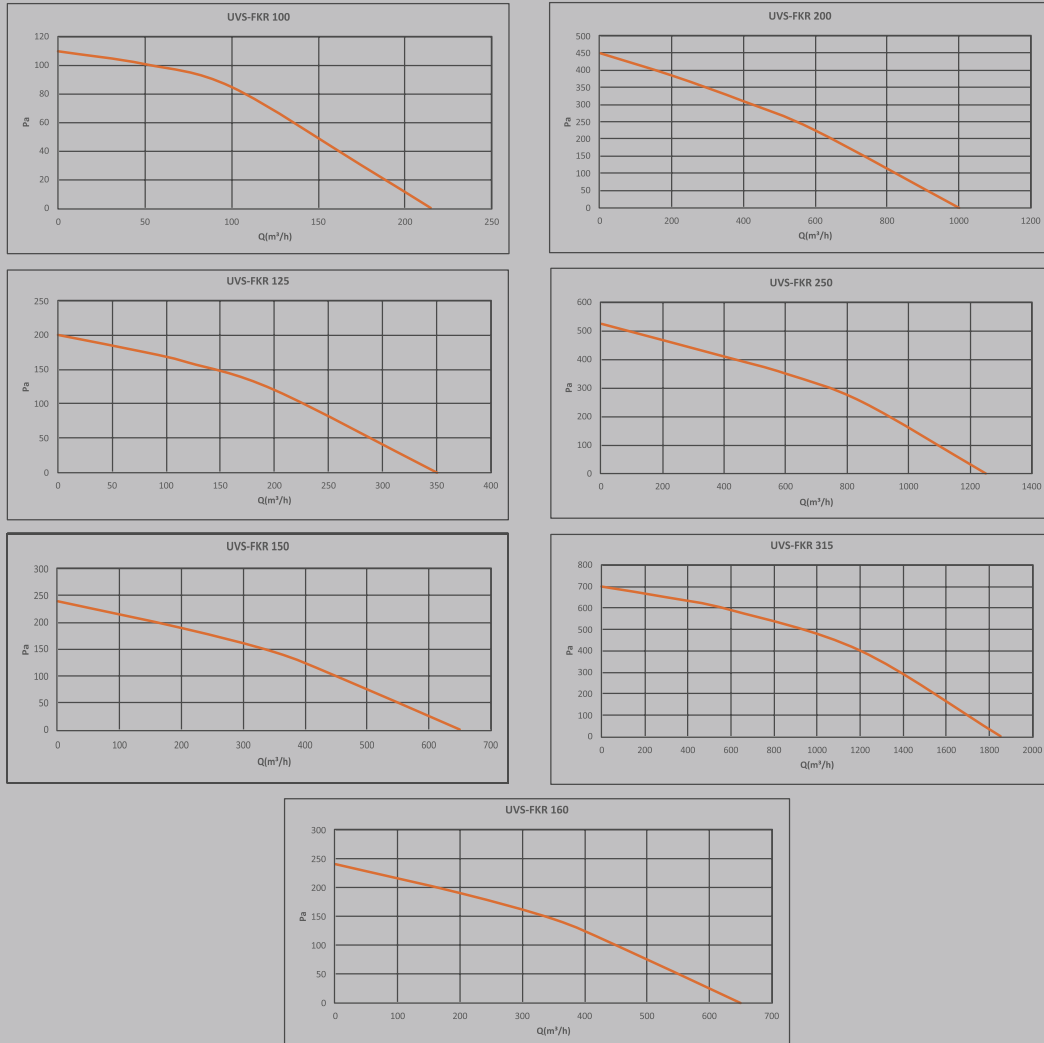 UVS-FKR 100
120
100
80
60
40
20
0
Pa
0 50 100 150 200 250
Q(m³/h)
UVS-FKR 200
500
450
400
350
300
250
200
150
100
50
0
Pa
0 200 400 600 800 1000 1200
Q(m³/h)
UVS-FKR 125
250
200
150
100
50
0
Pa
0 50 100 150 200 250 300 350 400
Q(m³/h)
UVS-FKR 250
600
500
400
300
200
100
0
Pa
0 200 400 600 800 1000 1200 1400
Q(m³/h)
UVS-FKR 150
300
250
200
150
100
50
0
Pa
0 100 200 300 400 500 600 700
Q(m³/h)
UVS-FKR 315
800
700
600
500
400
300
200
100
0
Pa
0 200 400 600 800 1000 1200 1400 1600 1800 2000
Q(m³/h)
UVS-FKR 160
300
250
200
150
100
50
0
Pa
0 100 200 300 400 500 600 700
Q(m³/h)